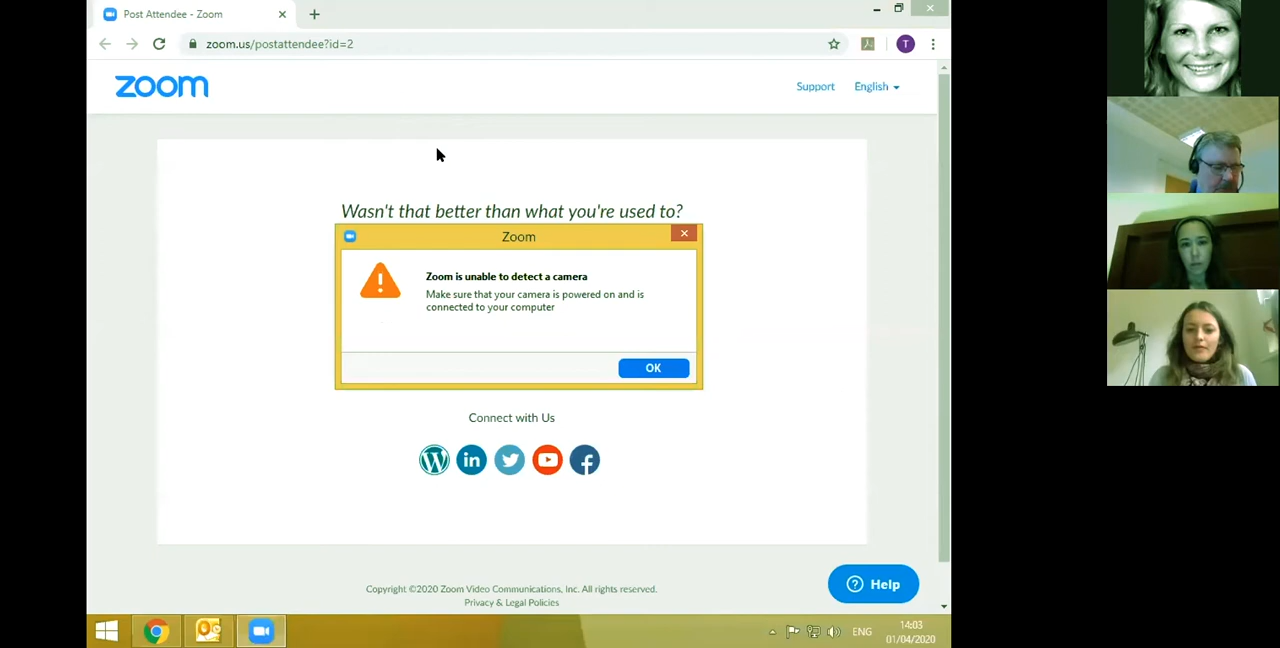 Post Attendee - Zoom
zoom.us/postattendee?id=2
T
zoom
Support
English
Wasn't that better than what you're used to?
Zoom
Zoom is unable to detect a camera
Make sure that your camera is powered on and is
connected to your computer
OK
Connect with Us
Help
Copyright ©2020 Zoom Video Communications, Inc. All rights reserved.
Privacy & Legal Policies
ENG
14:03
01/04/2020